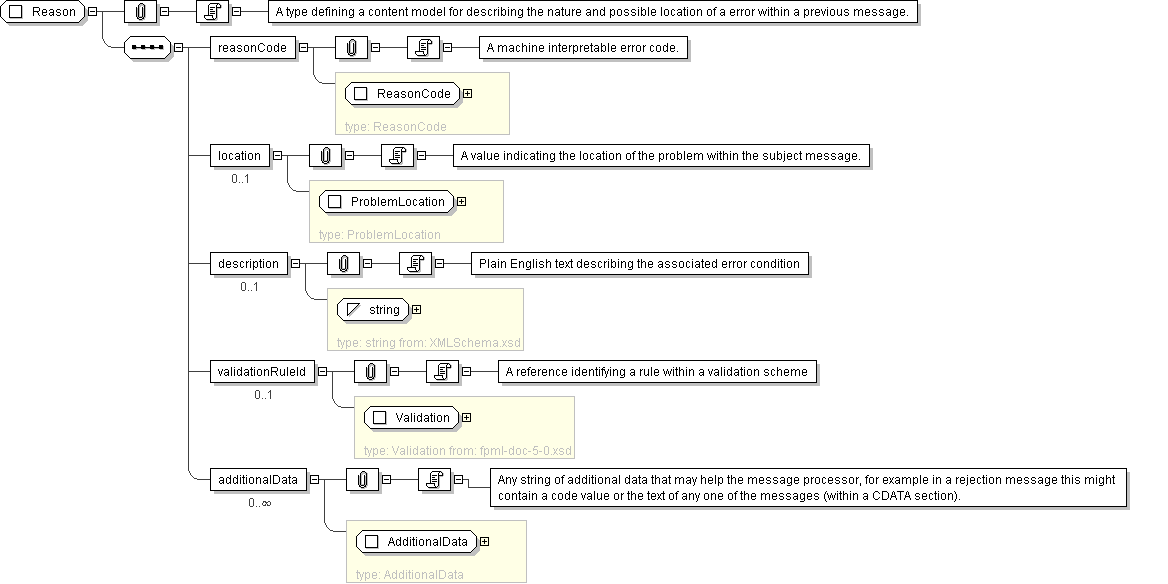 Reason
A type defining a content model for describing the nature and possible location of a error within a previous message.
reasonCode
A machine interpretable error code.
ReasonCode
type: ReasonCode
location
A value indicating the location of the problem within the subject message.
0..1
ProblemLocation
type: ProblemLocation
description
Plain English text describing the associated error condition
0..1
string
type: string from: XMLSchema.xsd
validationRuleId
A reference identifying a rule within a validation scheme
0..1
Validation
type: Validation from: fpml-doc-5-0.xsd
additionalData
Any string of additional data that may help the message processor, for example in a rejection message this might
contain a code value or the text of any one of the messages (within a CDATA section).
0..∞
AdditionalData
type: AdditionalData